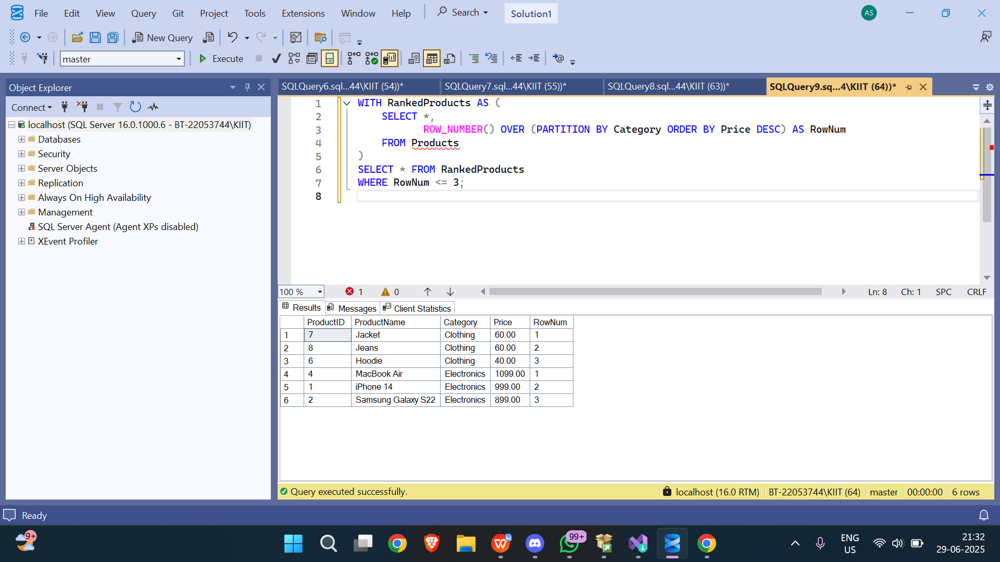 File Edit View Query Git Project Tools Extensions Window Help Search Solution1 AS
New Query
master Execute
Object Explorer
Connect
localhost (SQL Server 16.0.1000.6 - BT-22053744\KIIT)
Databases
Security
Server Objects
Replication
Always On High Availability
Management
SQL Server Agent (Agent XPs disabled)
XEvent Profiler
SQLQuery6.sql...44\KIIT (54))* SQLQuery7.sql...44\KIIT (55))* SQLQuery8.sql...44\KIIT (63))* SQLQuery9.sq...4\KIIT (64))*
1 WITH RankedProducts AS (
2 SELECT *,
3 ROW_NUMBER() OVER (PARTITION BY Category ORDER BY Price DESC) AS RowNum
4 FROM Products
5 )
6 SELECT * FROM RankedProducts
7 WHERE RowNum <= 3;
8
100 % 1 0 Ln: 8 Ch: 1 SPC CRLF
Results Messages Client Statistics
ProductID ProductName Category Price RowNum
1 7 Jacket Clothing 60.00 1
2 8 Jeans Clothing 60.00 2
3 6 Hoodie Clothing 40.00 3
4 4 MacBook Air Electronics 1099.00 1
5 1 iPhone 14 Electronics 999.00 2
6 2 Samsung Galaxy S22 Electronics 899.00 3
Query executed successfully. localhost (16.0 RTM) BT-22053744\KIIT (64) master 00:00:00 6 rows
Ready
9+ 99+ ENG 21:32
US 29-06-2025